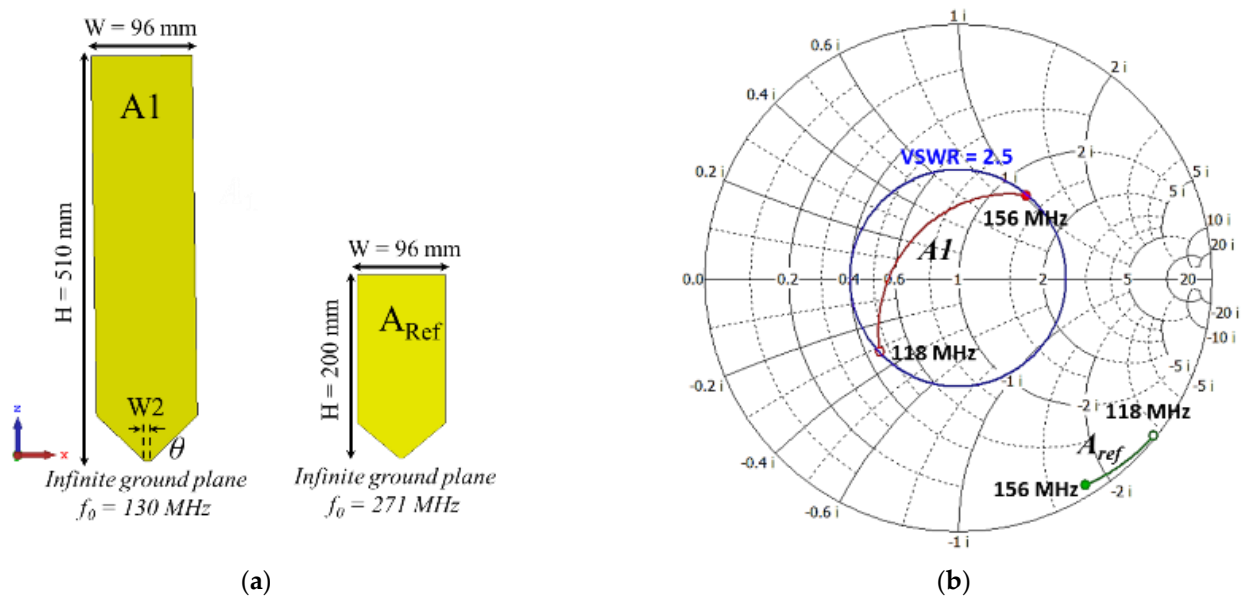 W = 96 mm
A1
H = 510 mm
W2
θ
z
x
Infinite ground plane
f0 = 130 MHz
W = 96 mm
ARef
H = 200 mm
Infinite ground plane
f0 = 271 MHz
(a)
1 i
0.6 i
2 i
0.4 i
VSWR = 2.5
2 i
0.2 i
1 i
5 i
5 i
156 MHz
10 i
10 i
A1
20 i
20 i
0.0
0.2
0.4
0.6
1
2
5
20
-20 i
-20 i
118 MHz
-10 i
-10 i
-5 i
-0.2 i
-1 i
-5 i
-2 i
118 MHz
Aref
-0.4 i
156 MHz
-2 i
-0.6 i
-1 i
(b)